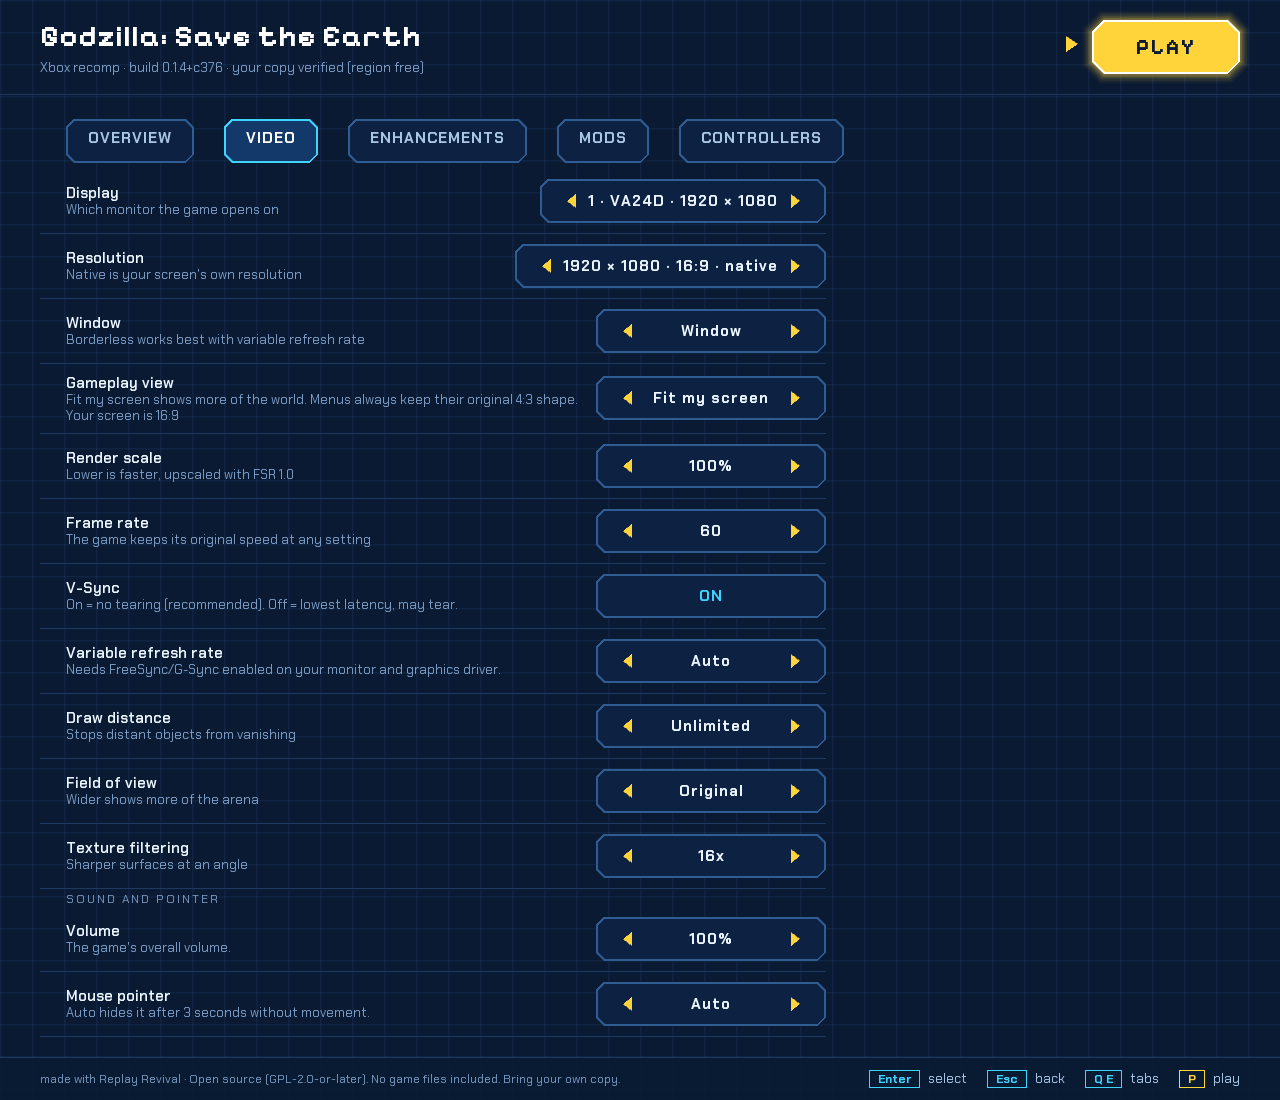 Godzilla: Save the Earth
Xbox recomp · build 0.1.4+c376 · your copy verified (region free)
PLAY
OVERVIEW
VIDEO
ENHANCEMENTS
MODS
CONTROLLERS
Display
Which monitor the game opens on
1 · VA24D · 1920 × 1080
Resolution
Native is your screen's own resolution
1920 × 1080 · 16:9 · native
Window
Borderless works best with variable refresh rate
Window
Gameplay view
Fit my screen shows more of the world. Menus always keep their original 4:3 shape.
Your screen is 16:9
Fit my screen
Render scale
Lower is faster, upscaled with FSR 1.0
100%
Frame rate
The game keeps its original speed at any setting
60
V-Sync
On = no tearing (recommended). Off = lowest latency, may tear.
ON
Variable refresh rate
Needs FreeSync/G-Sync enabled on your monitor and graphics driver.
Auto
Draw distance
Stops distant objects from vanishing
Unlimited
Field of view
Wider shows more of the arena
Original
Texture filtering
Sharper surfaces at an angle
16x
SOUND AND POINTER
Volume
The game's overall volume.
100%
Mouse pointer
Auto hides it after 3 seconds without movement.
Auto
made with Replay Revival · Open source (GPL-2.0-or-later). No game files included. Bring your own copy.
Enter select
Esc back
Q E tabs
P play